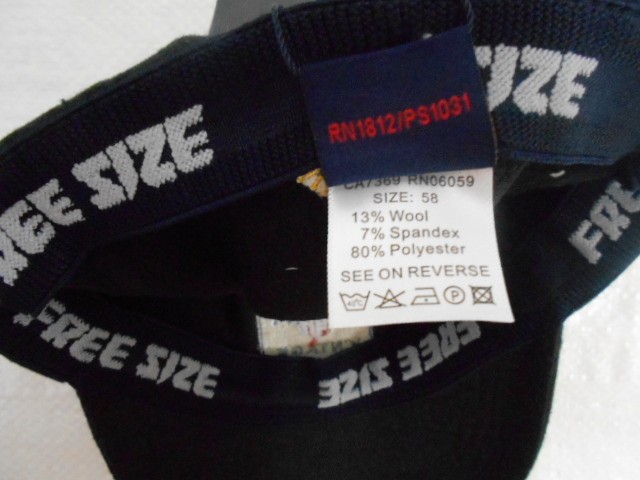 FREE SIZE
SIZE
RN1812/PS1031
CA7369 RN06059
SIZE: 58
13% Wool
7% Spandex
80% Polyester
SEE ON REVERSE
40°C
P
FREE
FREE SIZE
FREE SIZE